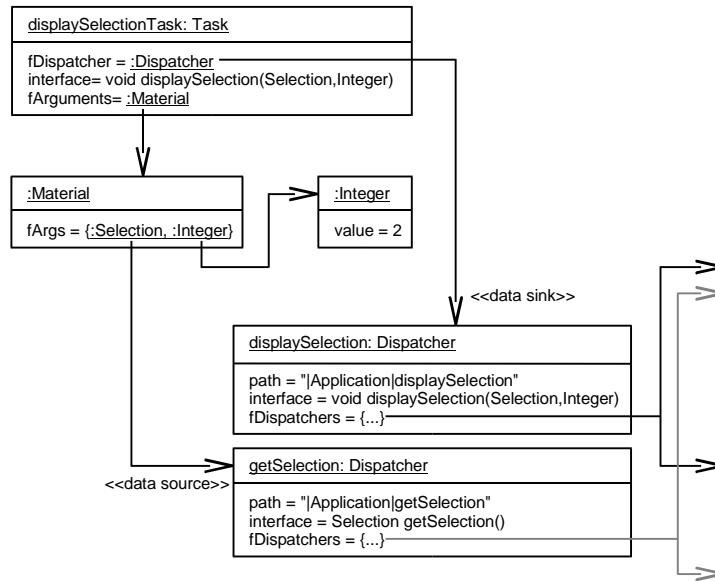 displaySelectionTask: Task
fDispatcher = :Dispatcher
interface= void displaySelection(Selection,Integer)
fArguments= :Material
:Material
fArgs = {:Selection, :Integer}
:Integer
value = 2
<<data sink>>
displaySelection: Dispatcher
path = "|Application|displaySelection"
interface = void displaySelection(Selection,Integer)
fDispatchers = {...}
<<data source>>
getSelection: Dispatcher
path = "|Application|getSelection"
interface = Selection getSelection()
fDispatchers = {...}